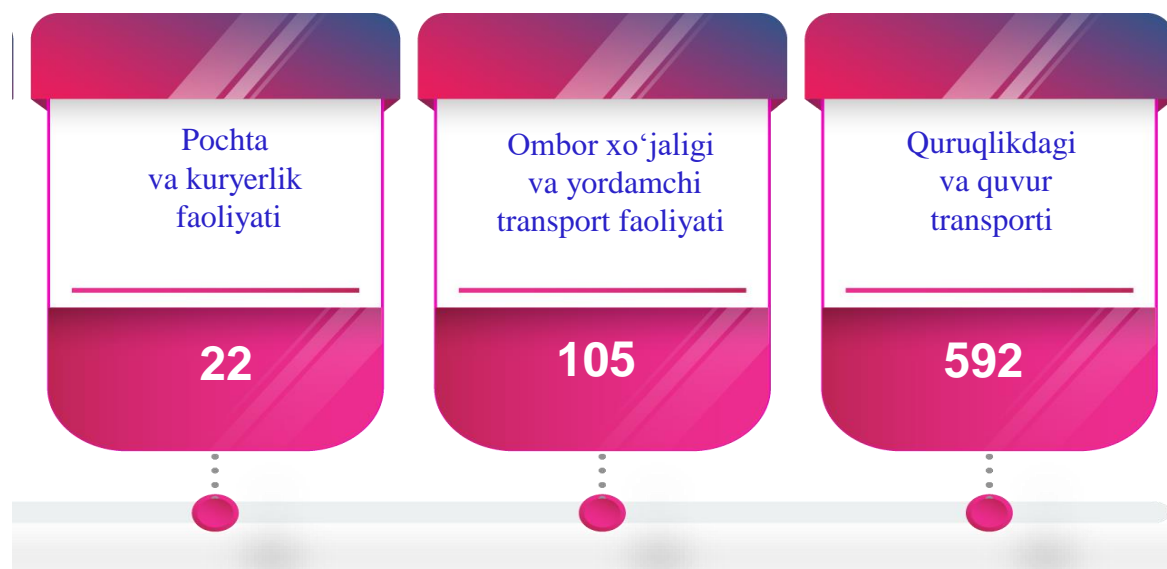 Pochta
va kuryerlik
faoliyati
22
Ombor xo‘jaligi
va yordamchi
transport faoliyati
105
Quruqlikdagi
va quvur
transporti
592